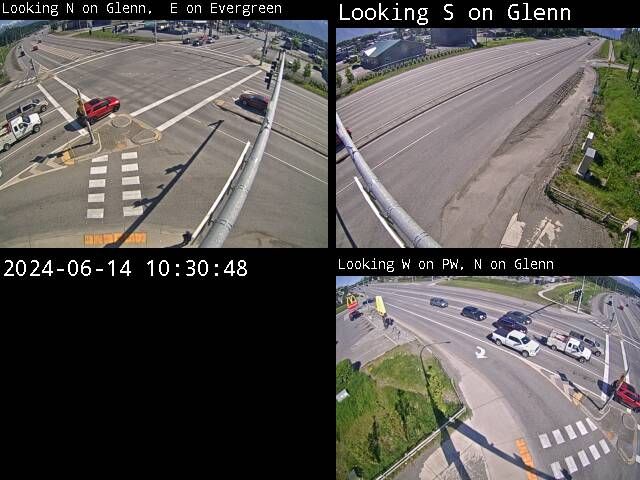 Looking N on Glenn,  E on Evergreen
Looking S on Glenn
2024-06-14 10:30:48
Looking W on PW, N on Glenn